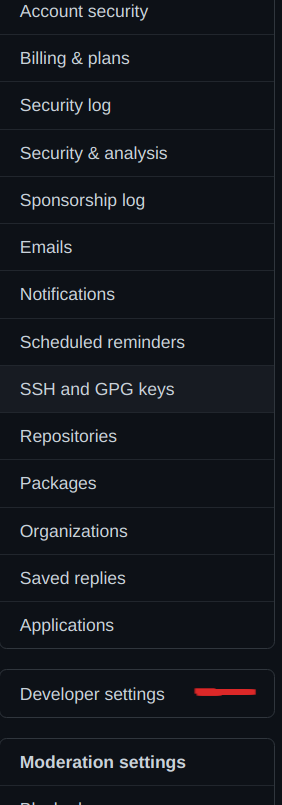 Account security
Billing & plans
Security log
Security & analysis
Sponsorship log
Emails
Notifications
Scheduled reminders
SSH and GPG keys
Repositories
Packages
Organizations
Saved replies
Applications
Developer settings
Moderation settings